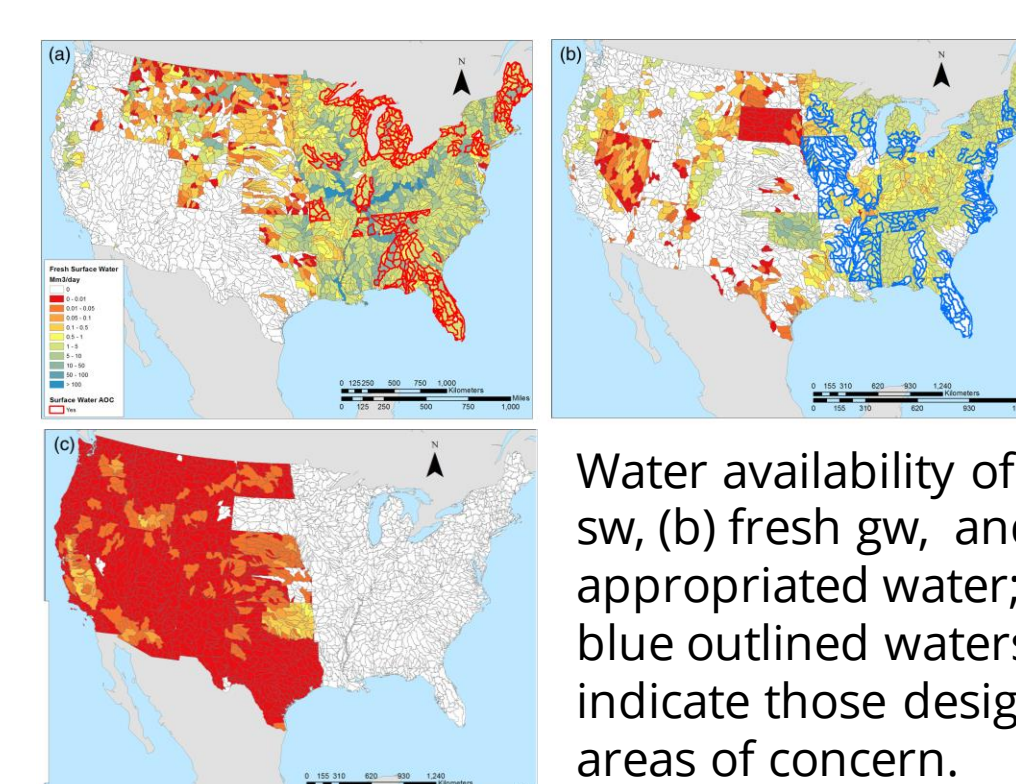 (a)
N
Fresh Surface Water
Mm3/day
0
0 - 0.01
0.01 - 0.05
0.05 - 0.1
0.1 - 0.5
0.5 - 1
1 - 5
5 - 10
10 - 50
50 - 100
> 100
Surface Water AOC
Yes
0 125 250 500 750 1,000
Kilometers
Miles
0 125 250 500 750 1,000
(b)
N
0 155 310 620 930 1,240
Kilometers
0 155 310 620 930
(c)
N
0 155 310 620 930 1,240
Kilometers
Water availability of
sw, (b) fresh gw, an
appropriated water;
blue outlined waters
indicate those desig
areas of concern.